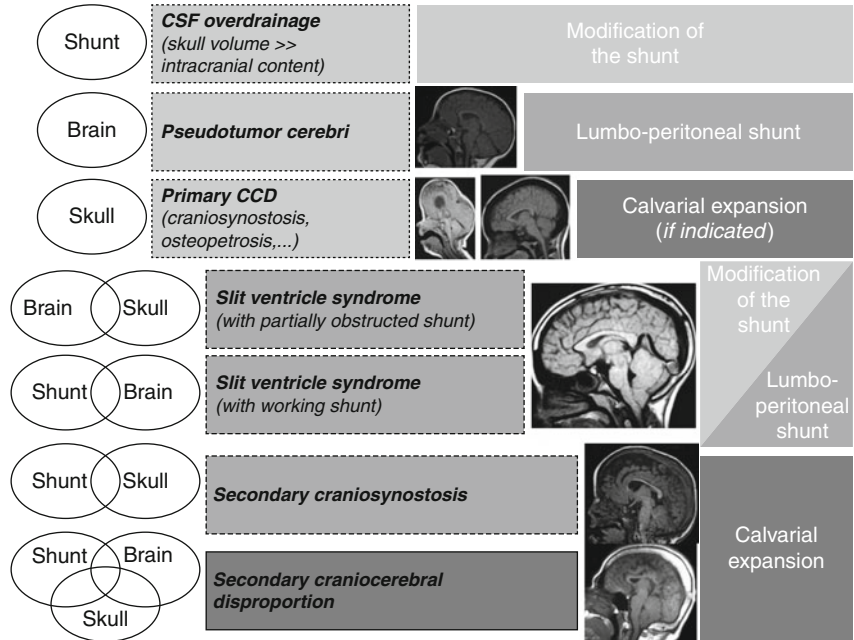 Shunt
CSF overdrainage
(skull volume >>
intracranial content)
Modification of
the shunt
Brain
Pseudotumor cerebri
Lumbo-peritoneal shunt
Skull
Primary CCD
(craniosynostosis,
osteopetrosis,...)
Calvarial expansion
(if indicated)
Brain
Skull
Slit ventricle syndrome
(with partially obstructed shunt)
Modification
of the
shunt
Shunt
Brain
Slit ventricle syndrome
(with working shunt)
Lumbo-
peritoneal
shunt
Shunt
Skull
Secondary craniosynostosis
Calvarial
expansion
Shunt
Brain
Skull
Secondary craniocerebral
disproportion